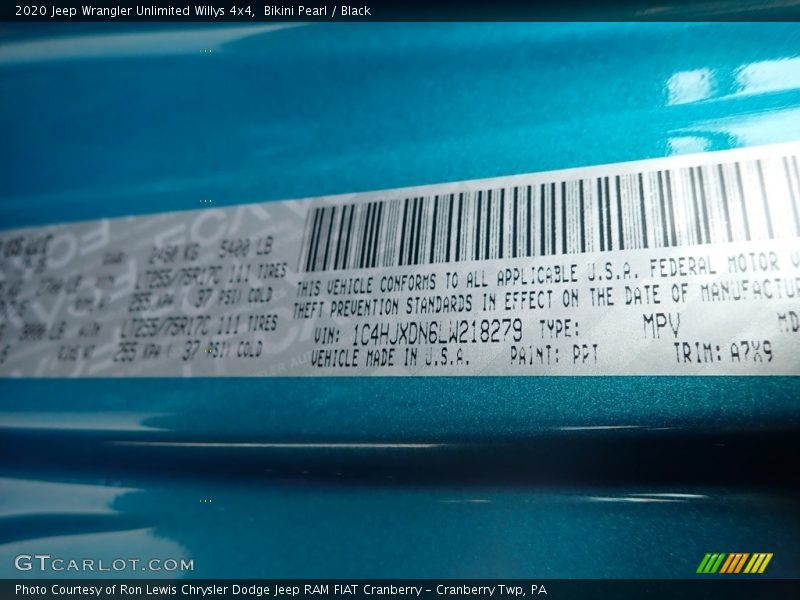 2020 Jeep Wrangler Unlimited Willys 4x4, Bikini Pearl / Black
5400 LB
LT255/75R17C 111 TIRES
255 KPA 37 PSI COLD
LT255/75R17C 111 TIRES
255 KPA 37 PSI COLD
THIS VEHICLE CONFORMS TO ALL APPLICABLE U.S.A. FEDERAL MOTOR
THEFT PREVENTION STANDARDS IN EFFECT ON THE DATE OF MANUFACTURE
VIN: 1C4HJXDN6LW218279 TYPE: MPV
VEHICLE MADE IN U.S.A. PAINT: PPT TRIM: A7X9
GTCARLOT.COM
Photo Courtesy of Ron Lewis Chrysler Dodge Jeep RAM FIAT Cranberry - Cranberry Twp, PA